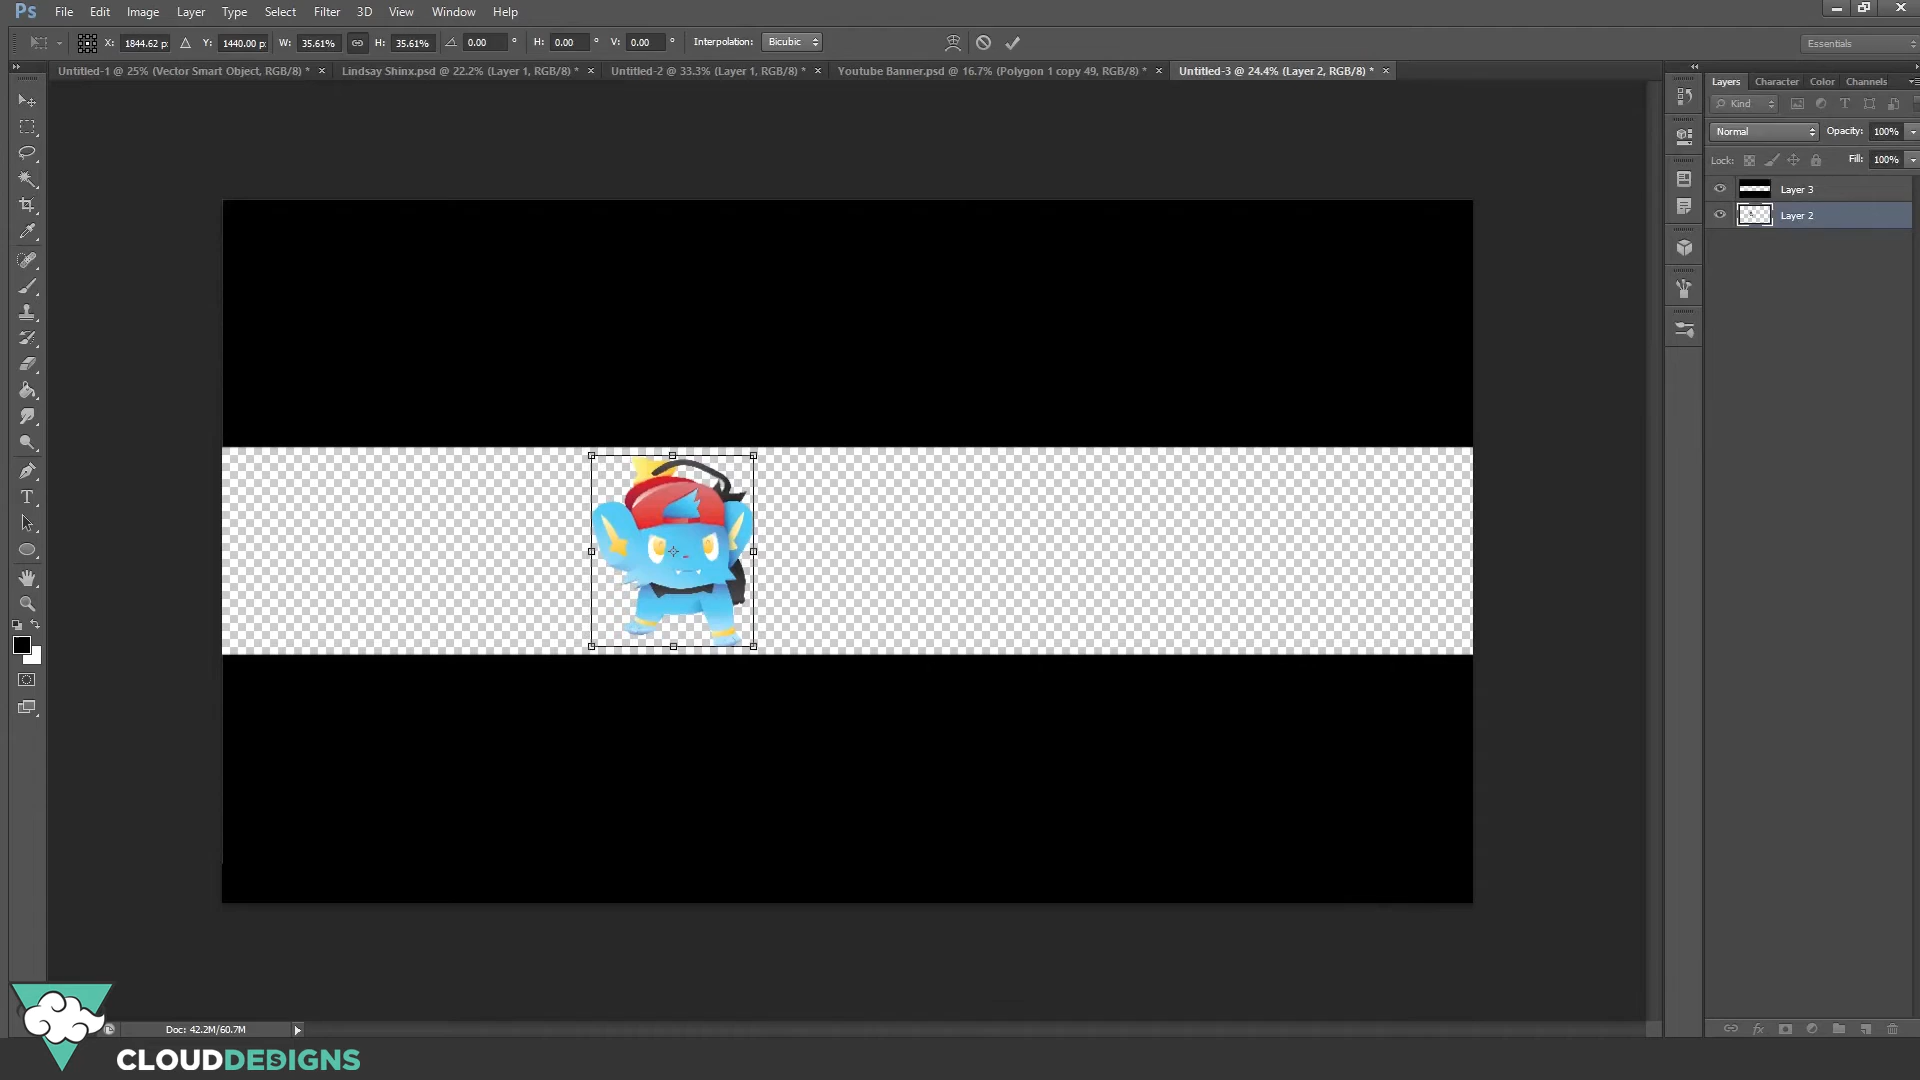 Ps File Edit Image Layer Type Select Filter 3D View Window Help
X: 1844.62 p: Y: 1440.00 p: W: 35.61% H: 35.61% 0.00 ° H: 0.00 ° V: 0.00 ° Interpolation: Bicubic Essentials
Untitled-1 @ 25% (Vector Smart Object, RGB/8) * × Lindsay Shinx.psd @ 22.2% (Layer 1, RGB/8) * × Untitled-2 @ 33.3% (Layer 1, RGB/8) * × Youtube Banner.psd @ 16.7% (Polygon 1 copy 49, RGB/8) * × Untitled-3 @ 24.4% (Layer 2, RGB/8) * ×
Layers Character Color Channels
Kind
Normal Opacity: 100%
Lock: Fill: 100%
Layer 3
Layer 2
Doc: 42.2M/60.7M
CLOUDDESIGNS